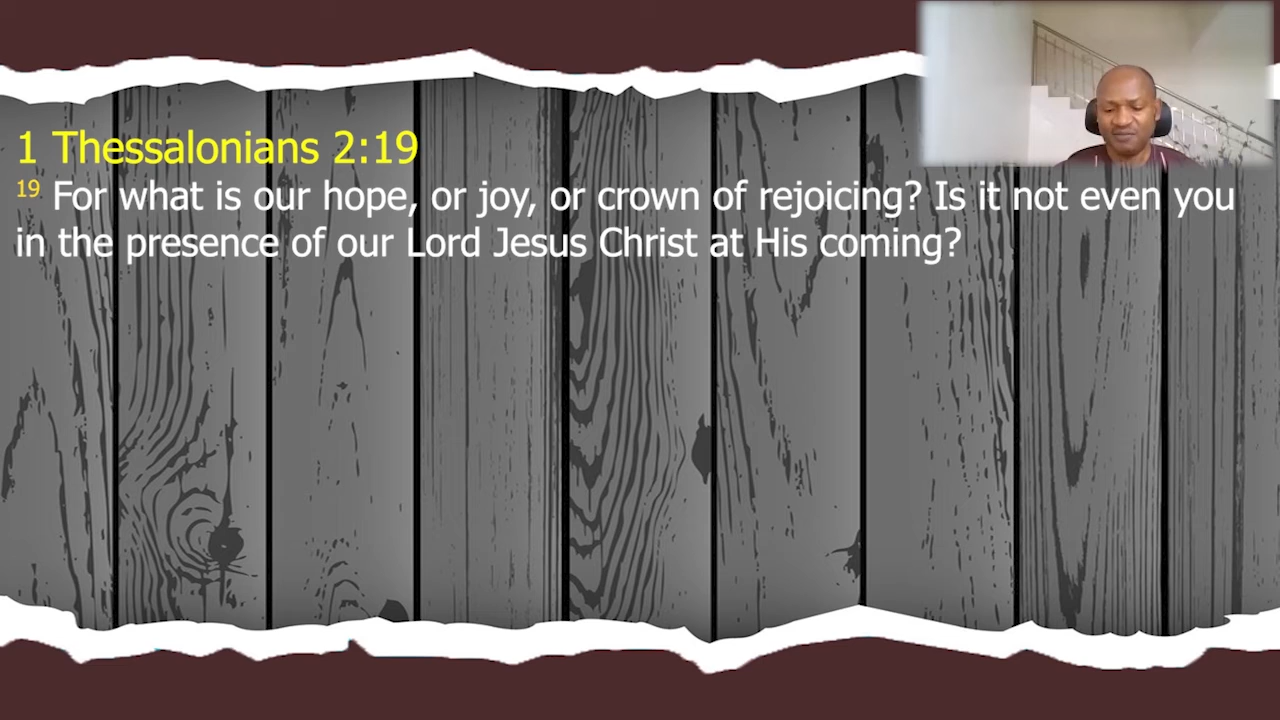 1 Thessalonians 2:19
19 For what is our hope, or joy, or crown of rejoicing? Is it not even you
in the presence of our Lord Jesus Christ at His coming?